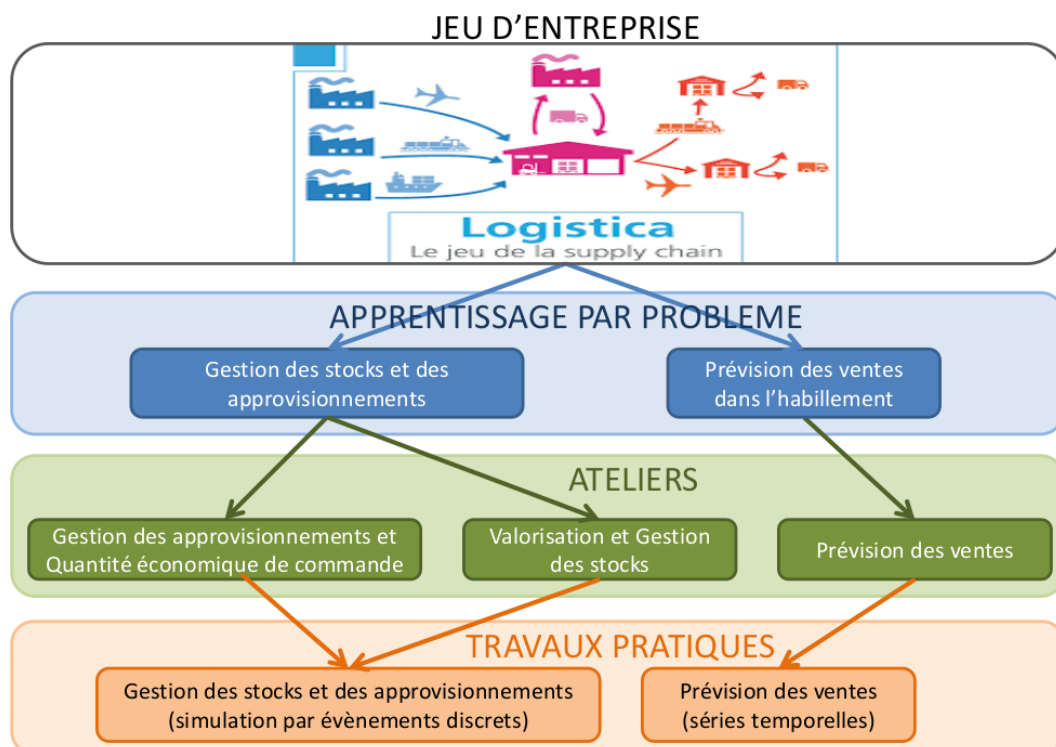 JEU D'ENTREPRISE
Logistica
Le jeu de la supply chain
APPRENTISSAGE PAR PROBLEME
Gestion des stocks et des
approvisionnements
Prévision des ventes
dans l'habillement
ATELIERS
Gestion des approvisionnements et
Quantité économique de commande
Valorisation et Gestion
des stocks
Prévision des ventes
TRAVAUX PRATIQUES
Gestion des stocks et des approvisionnements
(simulation par évènements discrets)
Prévision des ventes
(séries temporelles)